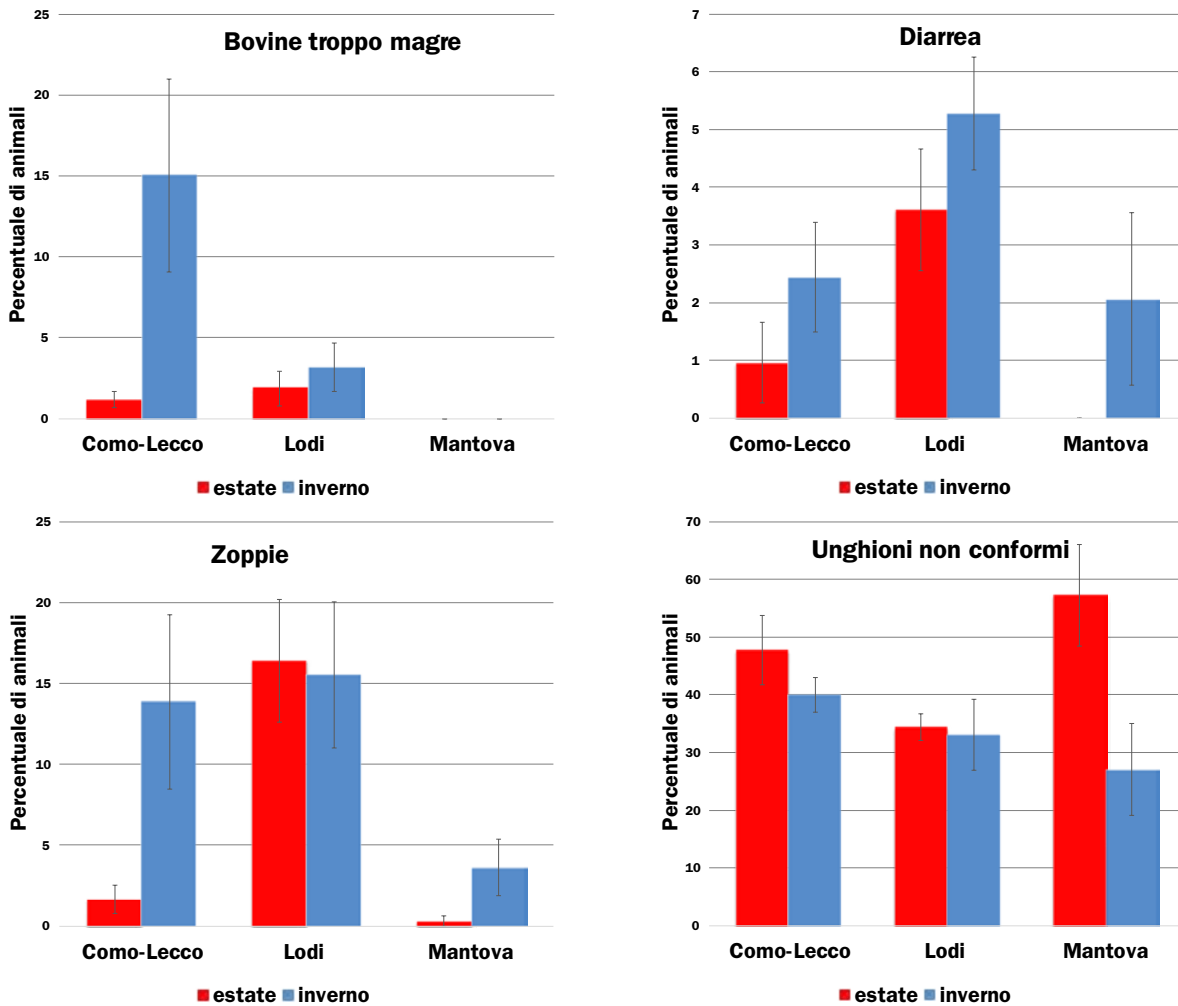 Bovine troppo magre
Percentuale di animali
25
20
15
10
5
0
Como-Lecco Lodi Mantova
estate inverno
Diarrea
Percentuale di animali
7
6
5
4
3
2
1
0
Como-Lecco Lodi Mantova
estate inverno
Zoppie
Percentuale di animali
25
20
15
10
5
0
Como-Lecco Lodi Mantova
estate inverno
Unghioni non conformi
Percentuale di animali
70
60
50
40
30
20
10
0
Como-Lecco Lodi Mantova
estate inverno